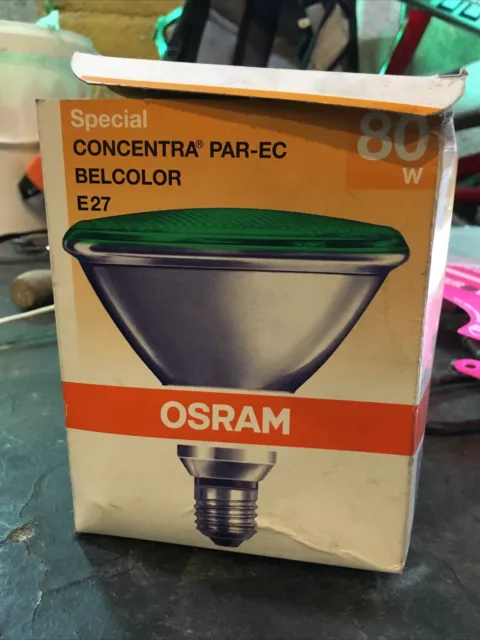 Special
80
CONCENTRA® PAR-EC
W
BELCOLOR
E27
OSRAM